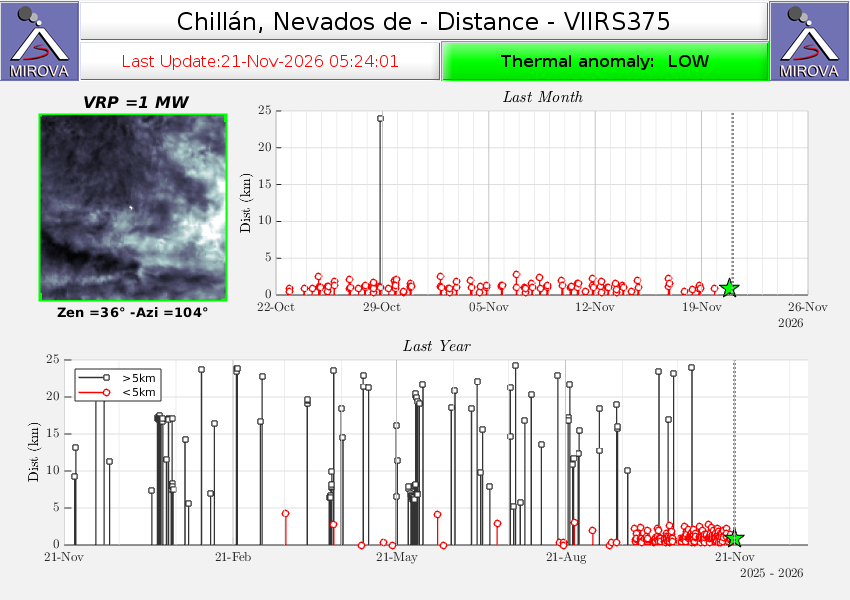 Chillán, Nevados de - Distance - VIIRS375
MIROVA
Last Update:21-Nov-2026 05:24:01
Thermal anomaly: LOW
MIROVA
VRP =1 MW
Zen =36° -Azi =104°
Last Month
Dist (km)
25
20
15
10
5
0
22-Oct
29-Oct
05-Nov
12-Nov
19-Nov
26-Nov
2026
Last Year
Dist (km)
25
20
15
10
5
0
>5km
<5km
21-Nov
21-Feb
21-May
21-Aug
21-Nov
2025 - 2026